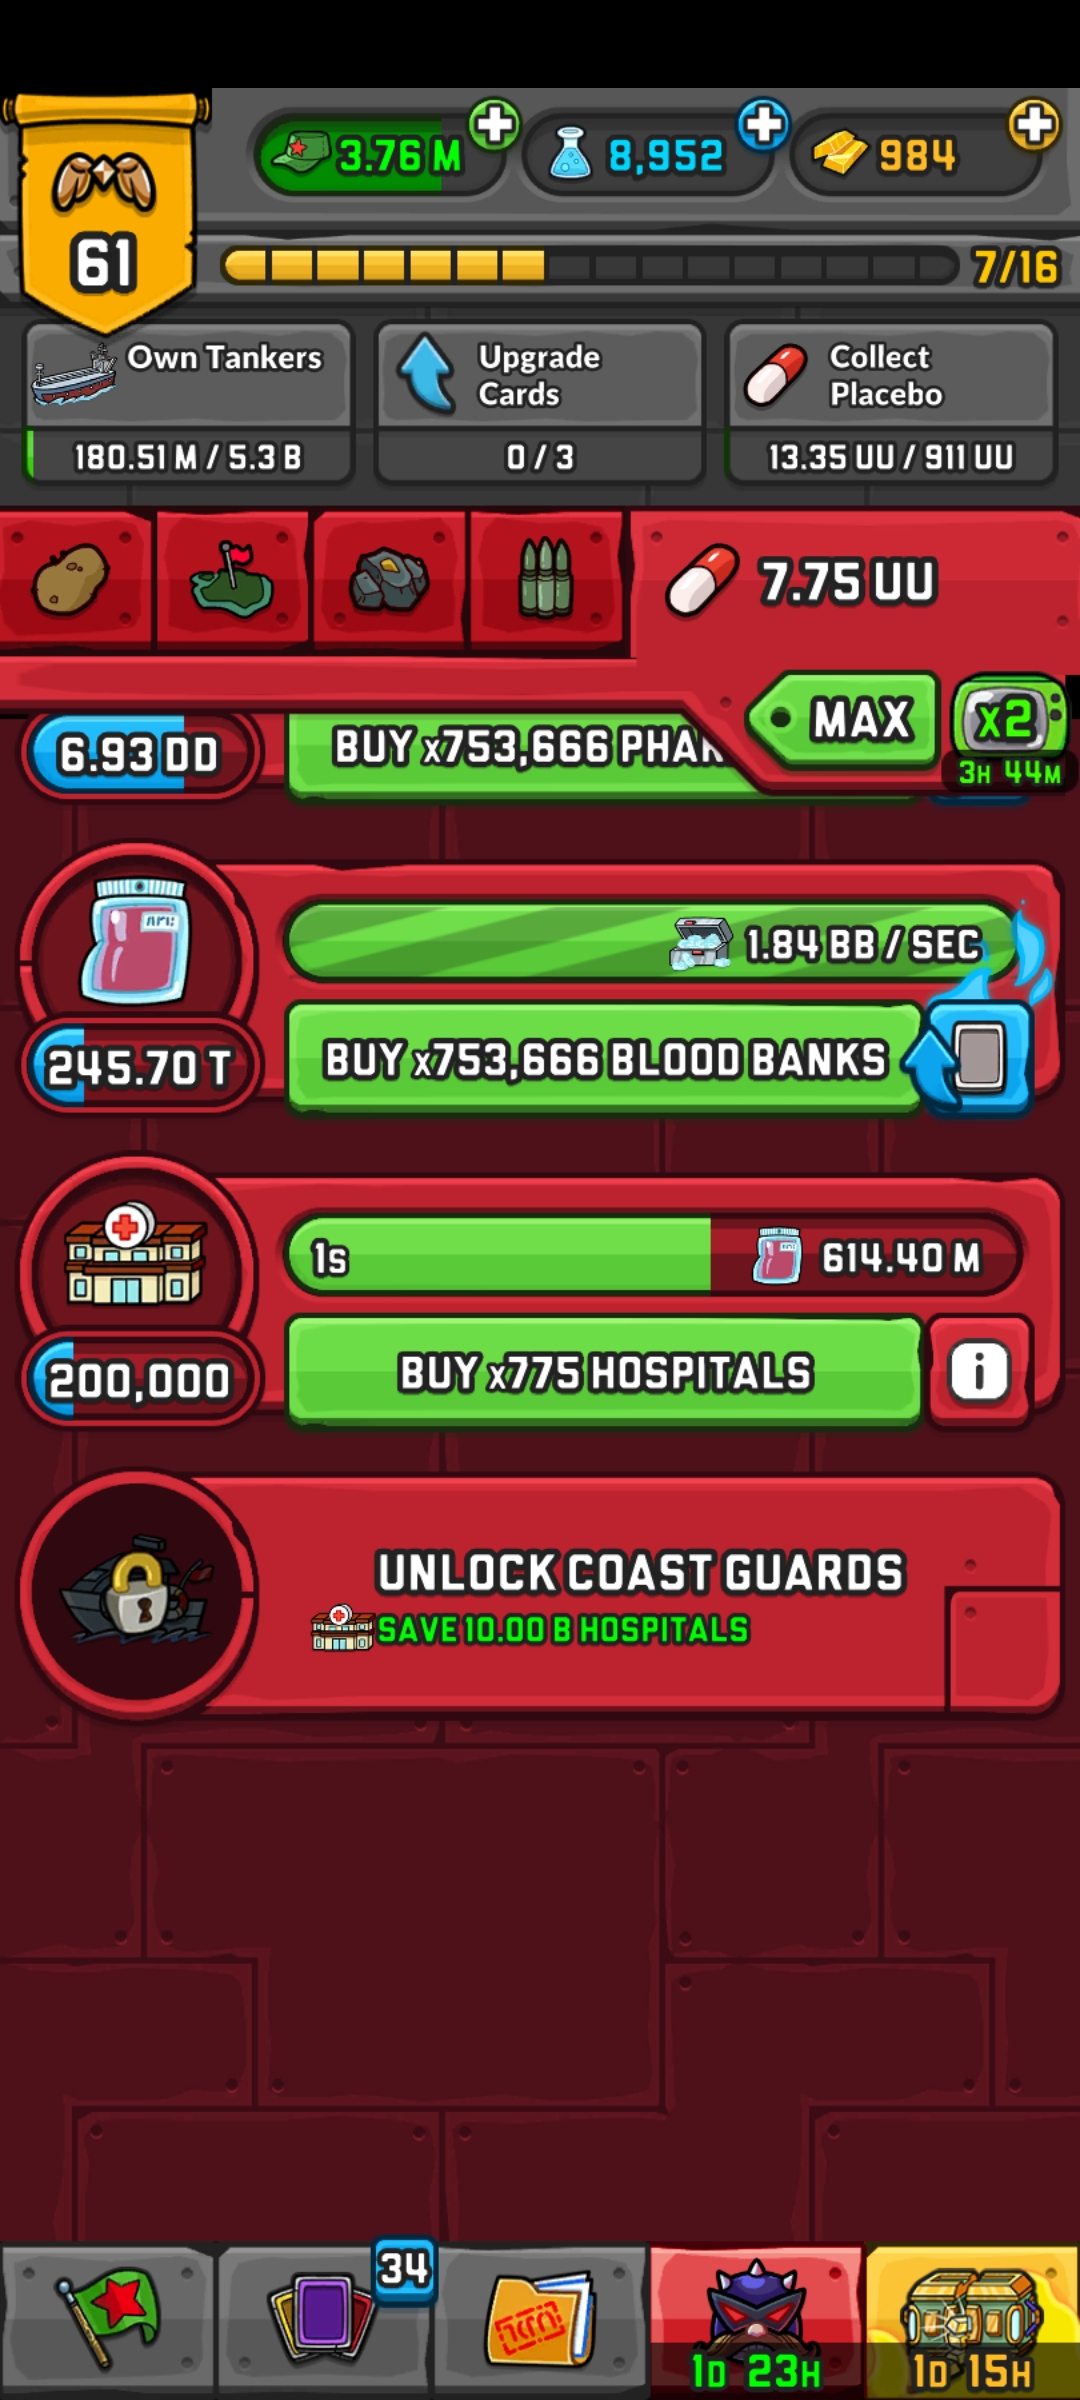 3.76 M
8,952
984
61
7/16
Own Tankers
180.51 M / 5.3 B
Upgrade
Cards
0 / 3
Collect
Placebo
13.35 UU / 911 UU
7.75 UU
MAX
x2
3H 44M
6.93 DD
BUY x753,666 PHAR
1.84 BB / SEC
245.70 T
BUY x753,666 BLOOD BANKS
1s
614.40 M
200,000
BUY x775 HOSPITALS
i
UNLOCK COAST GUARDS
SAVE 10.00 B HOSPITALS
34
1D 23H
1D 15H